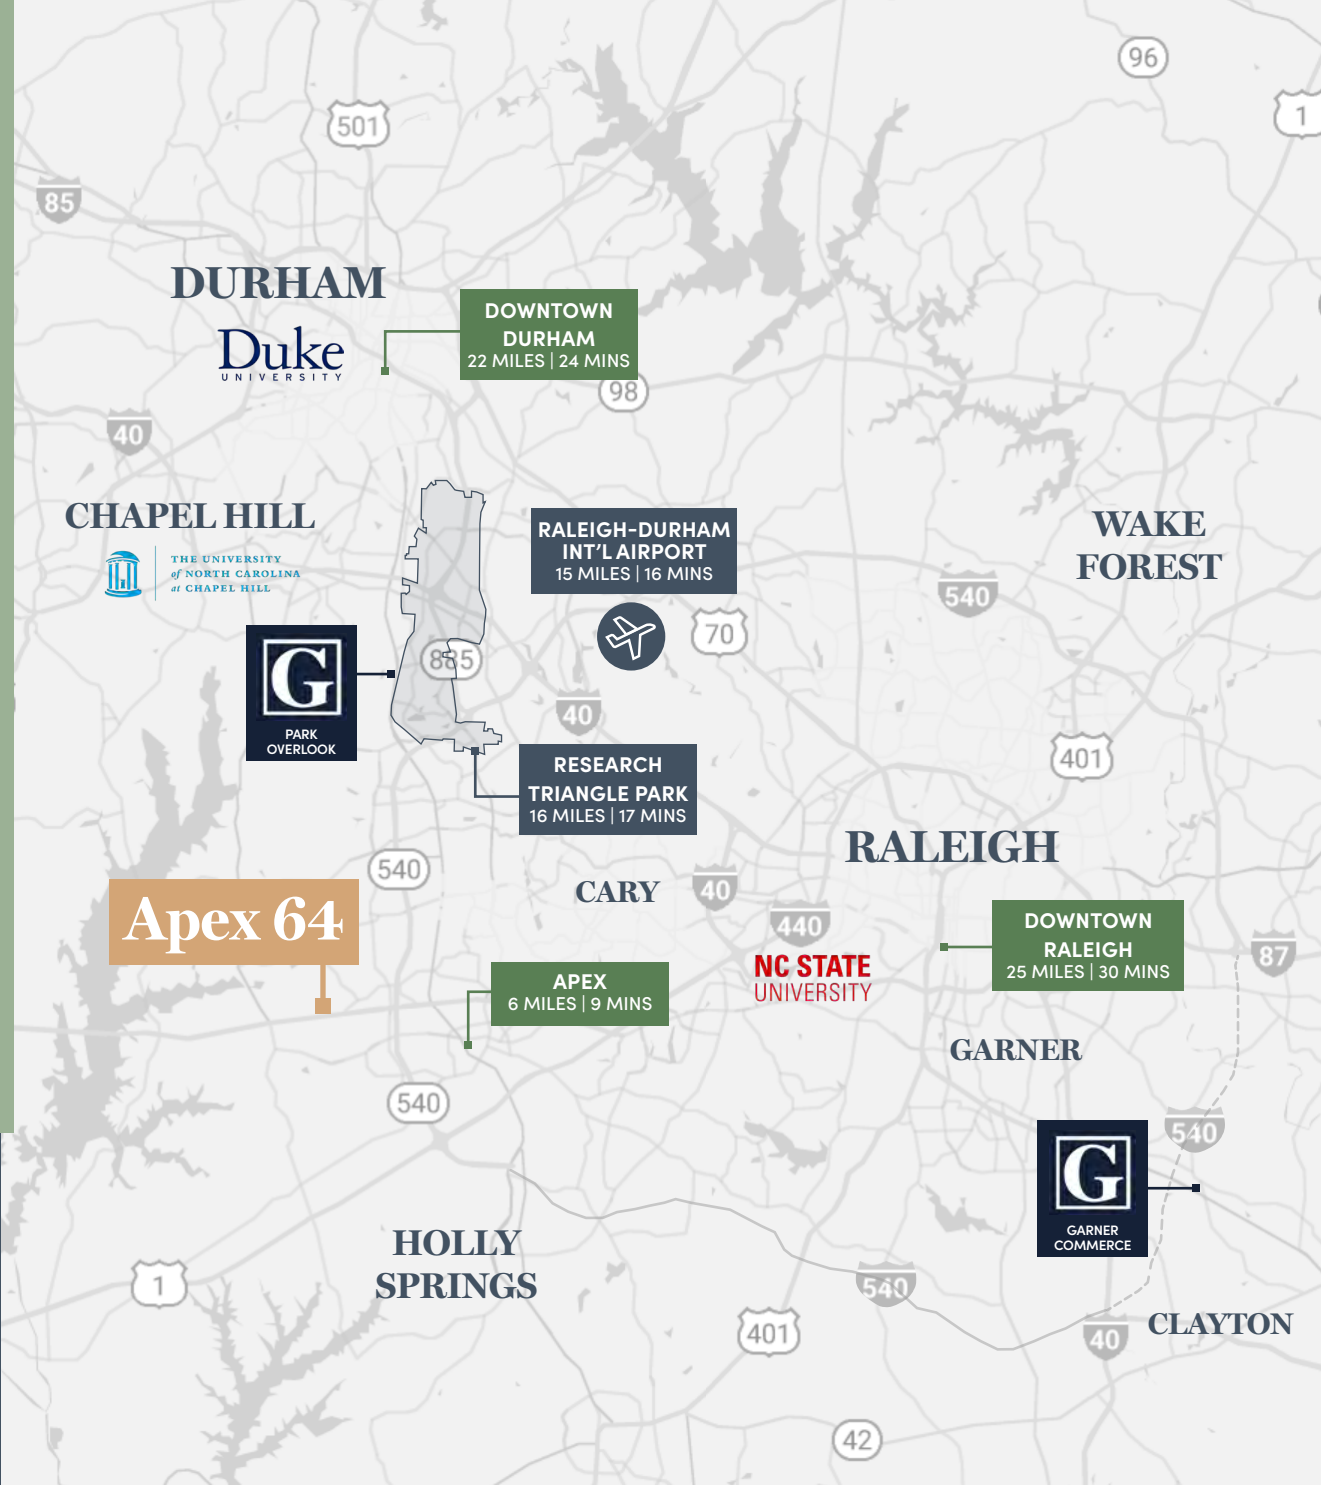 96
1
501
85
DURHAM
Duke
UNIVERSITY
DOWNTOWN
DURHAM
22 MILES | 24 MINS
98
40
CHAPEL HILL
THE UNIVERSITY
of NORTH CAROLINA
at CHAPEL HILL
RALEIGH-DURHAM
INT'L AIRPORT
15 MILES | 16 MINS
WAKE
FOREST
540
70
885
G
PARK
OVERLOOK
40
401
RESEARCH
TRIANGLE PARK
16 MILES | 17 MINS
RALEIGH
540
CARY
40
Apex 64
440
NC STATE
UNIVERSITY
DOWNTOWN
RALEIGH
25 MILES | 30 MINS
87
APEX
6 MILES | 9 MINS
GARNER
540
540
G
GARNER
COMMERCE
HOLLY
SPRINGS
1
540
401
40
CLAYTON
42